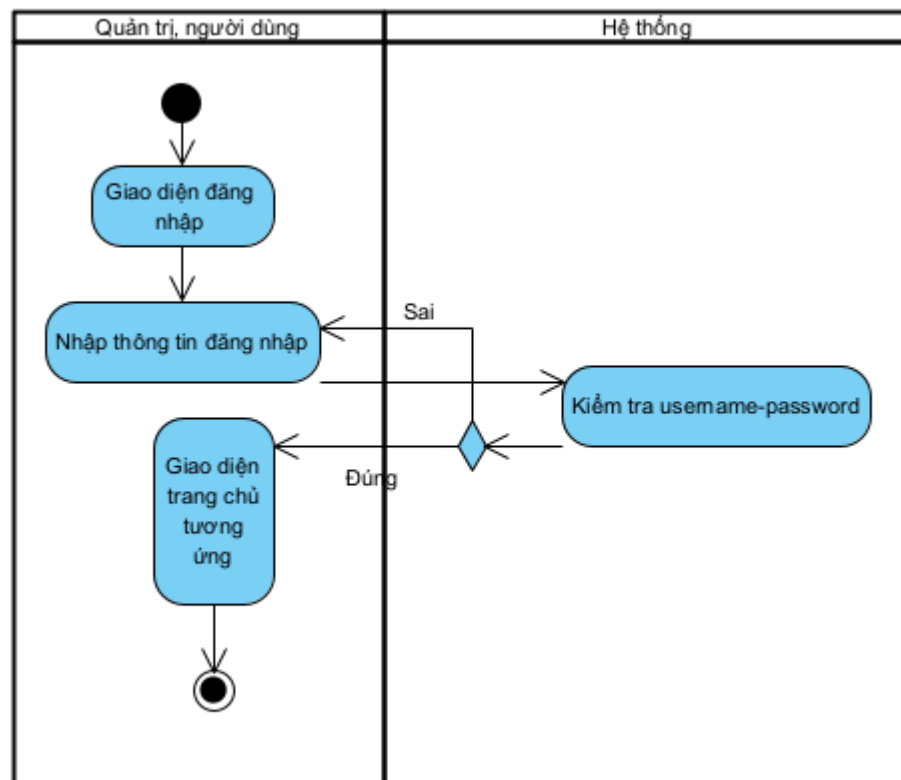 Quản trị, người dùng
Hệ thống
Giao diện đăng
nhập
Sai
Nhập thông tin đăng nhập
Kiểm tra username-password
Đúng
Giao diện
trang chủ
tương
ứng